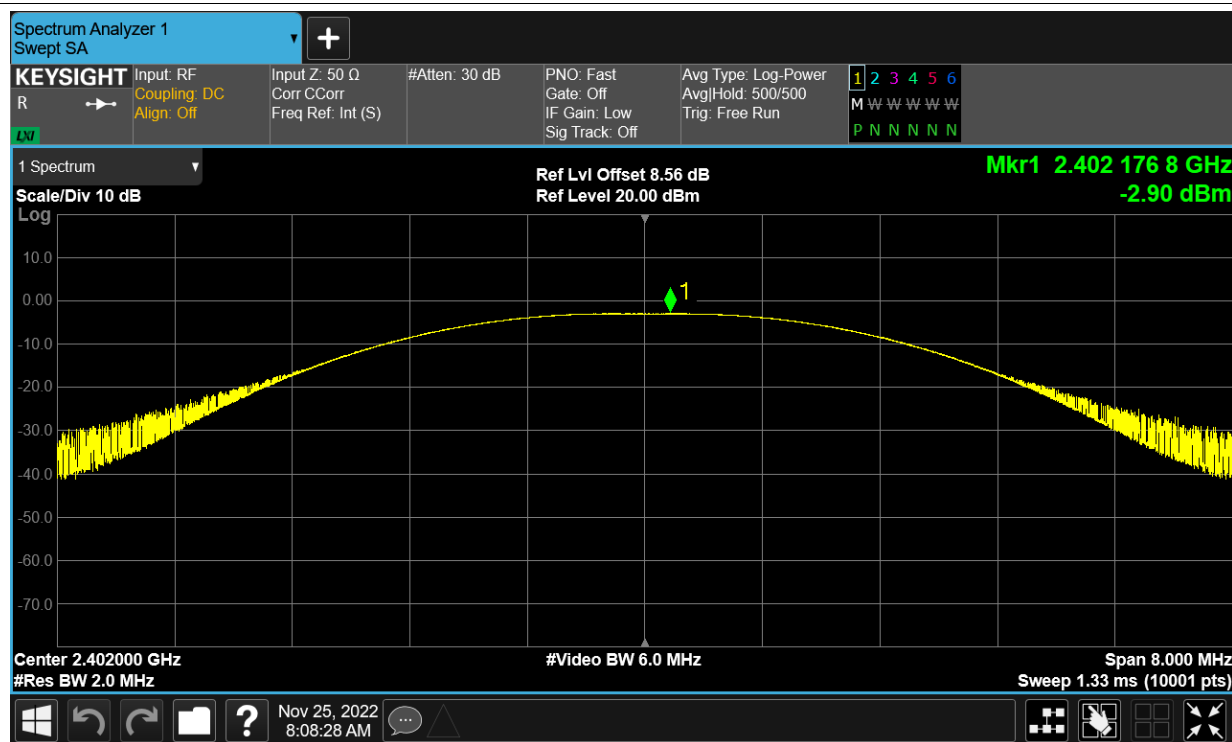 Spectrum Analyzer 1
Swept SA
+
KEYSIGHT
R
LXI
Input: RF
Coupling: DC
Align: Off
Input Z: 50 Ω
Corr CCorr
Freq Ref: Int (S)
#Atten: 30 dB
PNO: Fast
Gate: Off
IF Gain: Low
Sig Track: Off
Avg Type: Log-Power
Avg|Hold: 500/500
Trig: Free Run
1 2 3 4 5 6
M W W W W W
P N N N N N
1 Spectrum
Scale/Div 10 dB
Ref Lvl Offset 8.56 dB
Ref Level 20.00 dBm
Mkr1 2.402 176 8 GHz
-2.90 dBm
Log
10.0
0.00
-10.0
-20.0
-30.0
-40.0
-50.0
-60.0
-70.0
1
Center 2.402000 GHz
#Video BW 6.0 MHz
Span 8.000 MHz
#Res BW 2.0 MHz
Sweep 1.33 ms (10001 pts)
?
Nov 25, 2022
8:08:28 AM